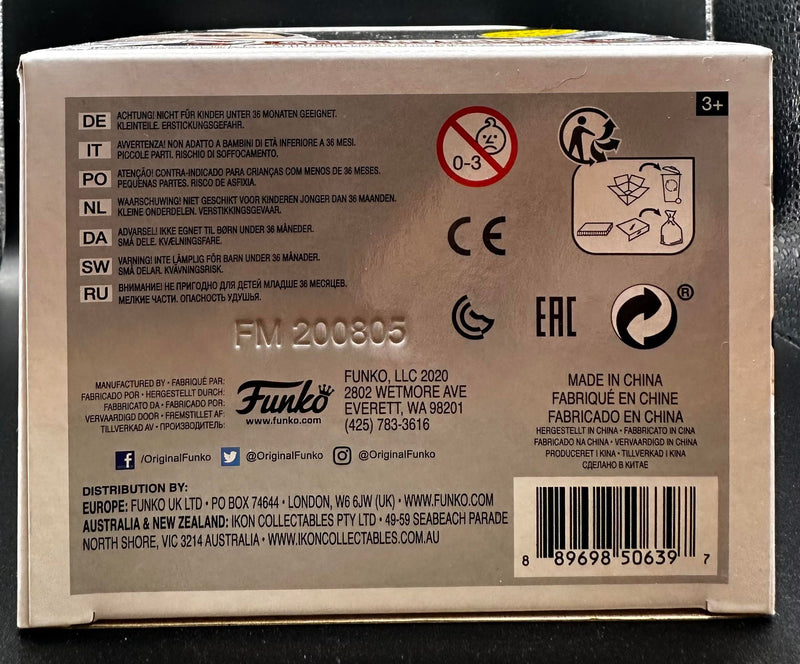 3+
DE ACHTUNG! NICHT FÜR KINDER UNTER 36 MONATEN GEEIGNET.
KLEINTEILE. ERSTICKUNGSGEFAHR.
IT AVVERTENZA! NON ADATTO A BAMBINI DI ETÀ INFERIORE A 36 MESI.
PICCOLE PARTI. RISCHIO DI SOFFOCAMENTO.
PO ATENÇÃO! CONTRA-INDICADO PARA CRIANÇAS COM MENOS DE 36 MESES.
PEQUENAS PARTES. RISCO DE ASFIXIA.
NL WAARSCHUWING! NIET GESCHIKT VOOR KINDEREN JONGER DAN 36 MAANDEN.
KLEINE ONDERDELEN. VERSTIKKINGSGEVAAR.
DA ADVARSEL! IKKE EGNET TIL BØRN UNDER 36 MÅNEDER.
SMÅ DELE. KVÆLNINGSFARE.
SW VARNING! INTE LÄMPLIG FÖR BARN UNDER 36 MÅNADER.
SMÅ DELAR. KVÄVNINGSRISK.
RU ВНИМАНИЕ! НЕ ПРИГОДНО ДЛЯ ДЕТЕЙ МЛАДШЕ 36 МЕСЯЦЕВ.
МЕЛКИЕ ЧАСТИ. ОПАСНОСТЬ УДУШЬЯ.
0-3
CE
EAC
®
FM 200805
MANUFACTURED BY • FABRIQUÉ PAR:
FABRICADO POR • HERGESTELLT DURCH:
FABBRICATO DA • FABRICADO POR:
VERVAARDIGD DOOR • FREMSTILLET AF:
TILLVERKAD AV • ПРОИЗВОДИТЕЛЬ:
Funko
www.funko.com
FUNKO, LLC 2020
2802 WETMORE AVE
EVERETT, WA 98201
(425) 783-3616
MADE IN CHINA
FABRIQUÉ EN CHINE
FABRICADO EN CHINA
HERGESTELLT IN CHINA • FABBRICATO IN CINA
FABRICADO NA CHINA • VERVAARDIGD IN CHINA
PRODUCERET I KINA • TILLVERKAD I KINA
СДЕЛАНО В КИТАЕ
/OriginalFunko @OriginalFunko @OriginalFunko
DISTRIBUTION BY:
EUROPE: FUNKO UK LTD • PO BOX 74644 • LONDON, W6 6JW (UK) • WWW.FUNKO.COM
AUSTRALIA & NEW ZEALAND: IKON COLLECTABLES PTY LTD • 49-59 SEABEACH PARADE
NORTH SHORE, VIC 3214 AUSTRALIA • WWW.IKONCOLLECTABLES.COM.AU
8 89698 50639 7